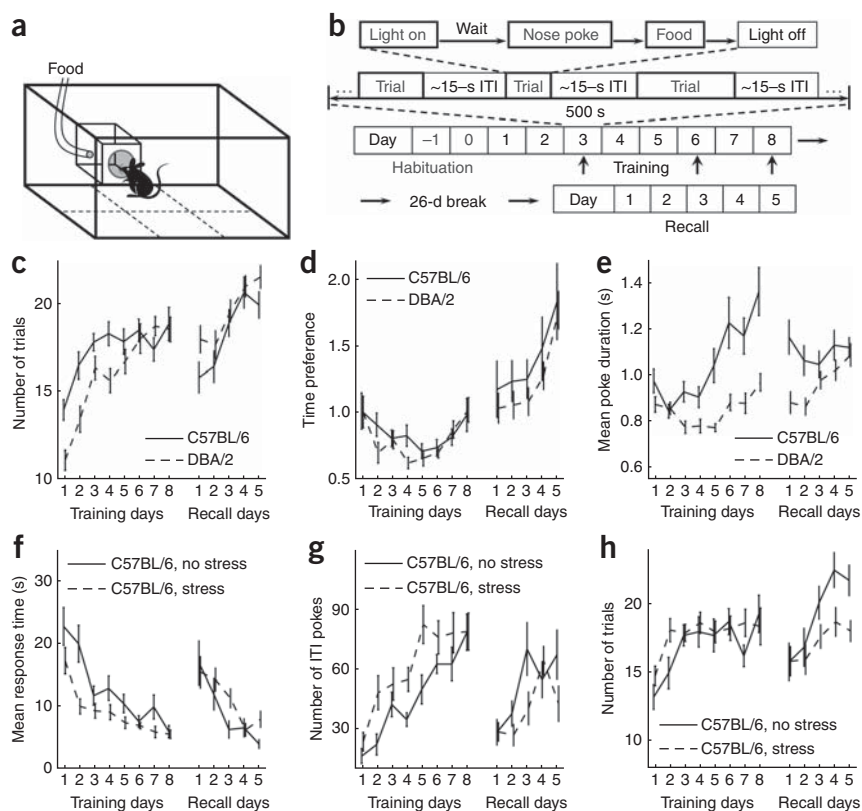 a
Food
b
Light on Wait Nose poke Food Light off
... Trial ~15–s ITI Trial ~15–s ITI Trial ~15–s ITI ...
500 s
Day –1 0 1 2 3 4 5 6 7 8
Habituation Training
26-d break Day 1 2 3 4 5
Recall
c
Number of trials
20
15
10
C57BL/6
DBA/2
1 2 3 4 5 6 7 8 1 2 3 4 5
Training days Recall days
d
Time preference
2.0
1.5
1.0
0.5
C57BL/6
DBA/2
1 2 3 4 5 6 7 8 1 2 3 4 5
Training days Recall days
e
Mean poke duration (s)
1.4
1.2
1.0
0.8
0.6
C57BL/6
DBA/2
1 2 3 4 5 6 7 8 1 2 3 4 5
Training days Recall days
f
Mean response time (s)
C57BL/6, no stress
C57BL/6, stress
30
20
10
0
1 2 3 4 5 6 7 8 1 2 3 4 5
Training days Recall days
g
Number of ITI pokes
C57BL/6, no stress
C57BL/6, stress
90
60
30
1 2 3 4 5 6 7 8 1 2 3 4 5
Training days Recall days
h
Number of trials
20
15
10
C57BL/6, no stress
C57BL/6, stress
1 2 3 4 5 6 7 8 1 2 3 4 5
Training days Recall days